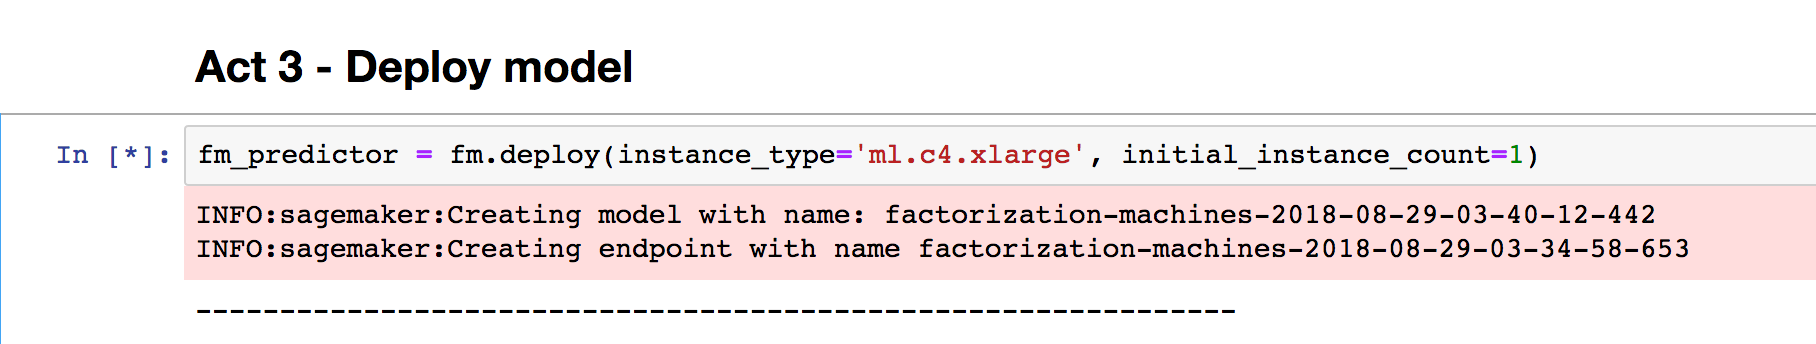 Act 3 - Deploy model
In [*]: fm_predictor = fm.deploy(instance_type='ml.c4.xlarge', initial_instance_count=1)
INFO:sagemaker:Creating model with name: factorization-machines-2018-08-29-03-40-12-442
INFO:sagemaker:Creating endpoint with name factorization-machines-2018-08-29-03-34-58-653
--------------------------------------------------------------